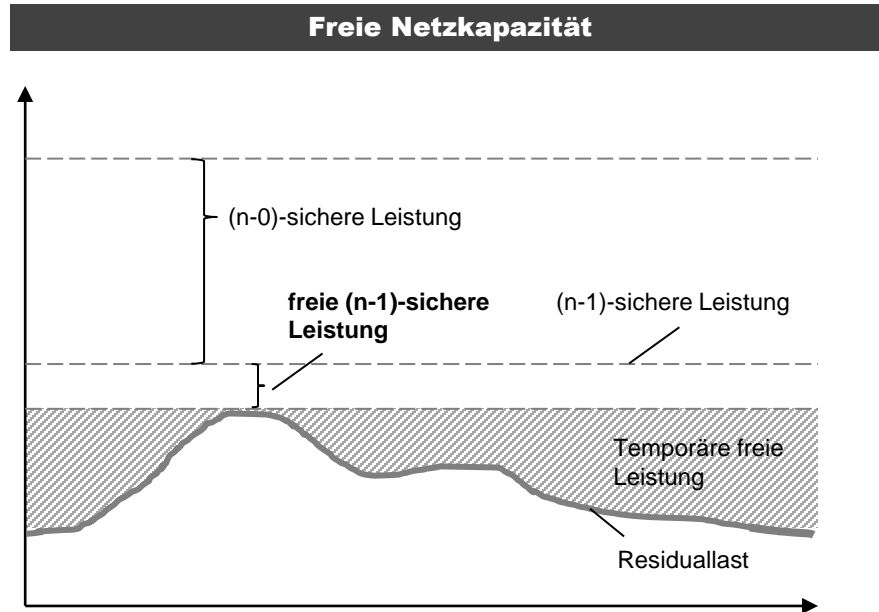 Freie Netzkapazität
(n-0)-sichere Leistung
freie (n-1)-sichere
Leistung
(n-1)-sichere Leistung
Temporäre freie
Leistung
Residuallast